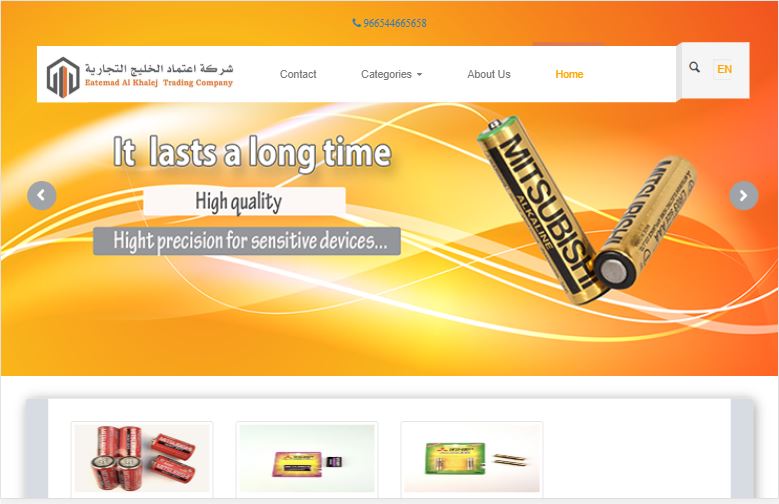 966544665658
شركة اعتماد الخليج التجارية
Eatemad Al Khalej Trading Company
Contact
Categories
About Us
Home
EN
It lasts a long time
High quality
Hight precision for sensitive devices...
MITSUBISHI
ALKALINE
MITSUBISHI
MITSUBISHI